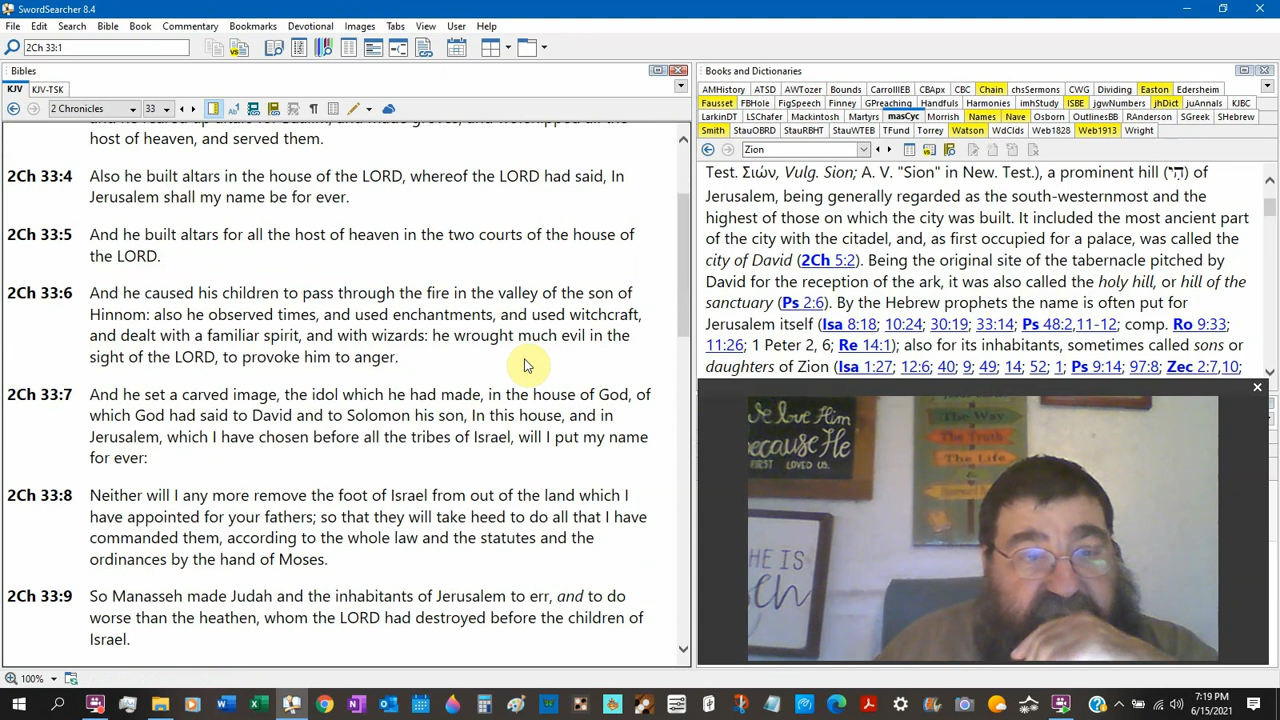 SwordSearcher 8.4
File Edit Search Bible Book Commentary Bookmarks Devotional Images Tabs View User Help
2Ch 33:1
Bibles
KJV KJV-TSK
2 Chronicles 33
host of heaven, and served them.
2Ch 33:4 Also he built altars in the house of the LORD, whereof the LORD had said, In
Jerusalem shall my name be for ever.
2Ch 33:5 And he built altars for all the host of heaven in the two courts of the house of
the LORD.
2Ch 33:6 And he caused his children to pass through the fire in the valley of the son of
Hinnom: also he observed times, and used enchantments, and used witchcraft,
and dealt with a familiar spirit, and with wizards: he wrought much evil in the
sight of the LORD, to provoke him to anger.
2Ch 33:7 And he set a carved image, the idol which he had made, in the house of God, of
which God had said to David and to Solomon his son, In this house, and in
Jerusalem, which I have chosen before all the tribes of Israel, will I put my name
for ever:
2Ch 33:8 Neither will I any more remove the foot of Israel from out of the land which I
have appointed for your fathers; so that they will take heed to do all that I have
commanded them, according to the whole law and the statutes and the
ordinances by the hand of Moses.
2Ch 33:9 So Manasseh made Judah and the inhabitants of Jerusalem to err, and to do
worse than the heathen, whom the LORD had destroyed before the children of
Israel.
100%
Books and Dictionaries
AMHistory ATSD AWTozer Bounds CarrollEB CBApx CBC Chain chsSermons CWG Dividing Easton Edersheim
Fausset FBHole FigSpeech Finney GPreaching Handfuls Harmonies imhStudy ISBE jgwNumbers jhDict juAnnals KJBC
LarkinDT LSChafer Mackintosh Martyrs masCyc Morrish Names Nave Osborn OutlinesBB RAnderson SGreek SHebrew
Smith StauOBRD StauRBHT StauWTEB TFund Torrey Watson WdClds Web1828 Web1913 Wright
Zion
Test. Σιών, Vulg. Sion; A. V. "Sion" in New. Test.), a prominent hill of
Jerusalem, being generally regarded as the south-westernmost and the
highest of those on which the city was built. It included the most ancient part
of the city with the citadel, and, as first occupied for a palace, was called the
city of David (2Ch 5:2). Being the original site of the tabernacle pitched by
David for the reception of the ark, it was also called the holy hill, or hill of the
sanctuary (Ps 2:6). By the Hebrew prophets the name is often put for
Jerusalem itself (Isa 8:18; 10:24; 30:19; 33:14; Ps 48:2,11-12; comp. Ro 9:33;
11:26; 1 Peter 2, 6; Re 14:1); also for its inhabitants, sometimes called sons or
daughters of Zion (Isa 1:27; 12:6; 40; 9; 49; 14; 52; 1; Ps 9:14; 97:8; Zec 2:7,10;
We love Him
because He
FIRST LOVED US.
The Way
The Truth
The Life
HE IS
7:19 PM
6/15/2021